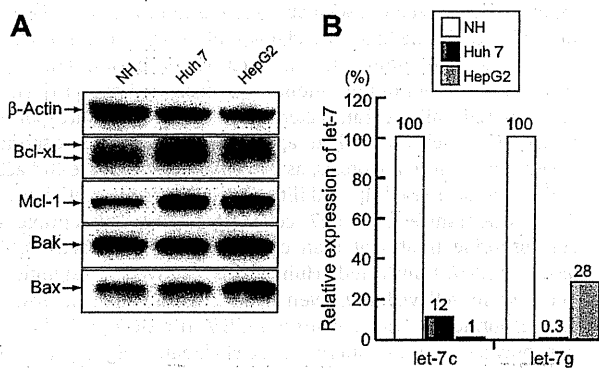 A
NH Huh 7 HepG2
β-Actin
Bcl-xL
Mcl-1
Bak
Bax
B
NH
Huh 7
HepG2
(%)
Relative expression of let-7
120
100
80
60
40
20
0
100
12
1
100
0.3
28
let-7c
let-7g